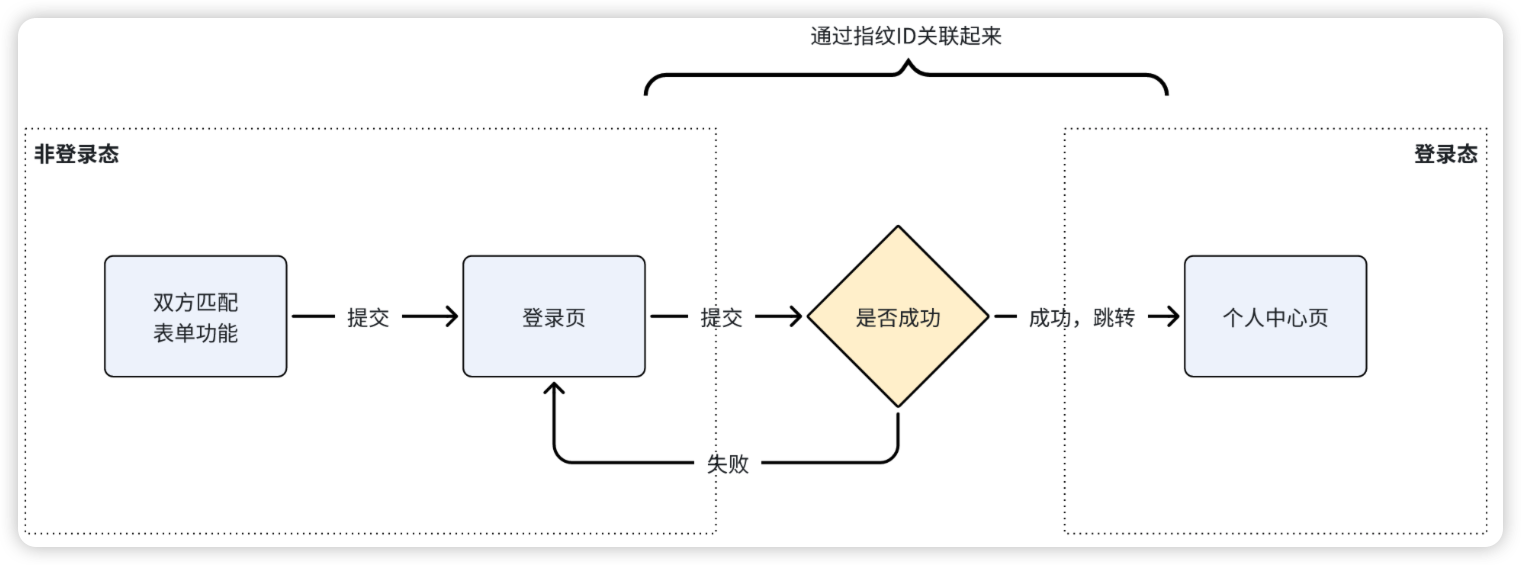 通过指纹ID关联起来
非登录态
登录态
双方匹配
表单功能
提交
登录页
提交
是否成功
成功，跳转
个人中心页
失败